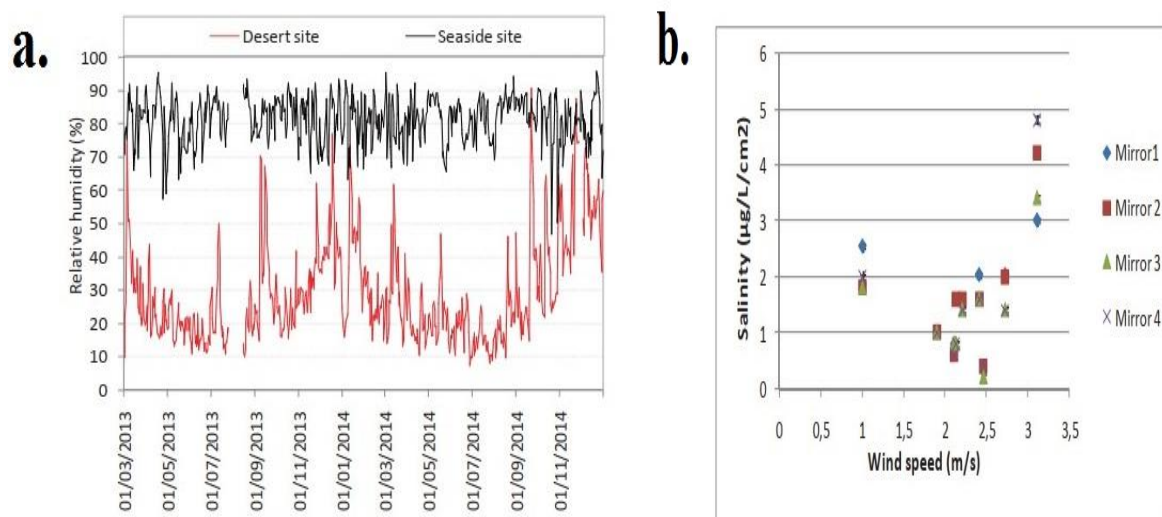 a.
Desert site Seaside site
Relative humidity (%)
100
90
80
70
60
50
40
30
20
10
0
01/03/2013
01/05/2013
01/07/2013
01/09/2013
01/11/2013
01/01/2014
01/03/2014
01/05/2014
01/07/2014
01/09/2014
01/11/2014
b.
Salinity (µg/L/cm2)
6
5
4
3
2
1
0
0 0,5 1 1,5 2 2,5 3 3,5
Wind speed (m/s)
Mirror1
Mirror 2
Mirror 3
Mirror 4